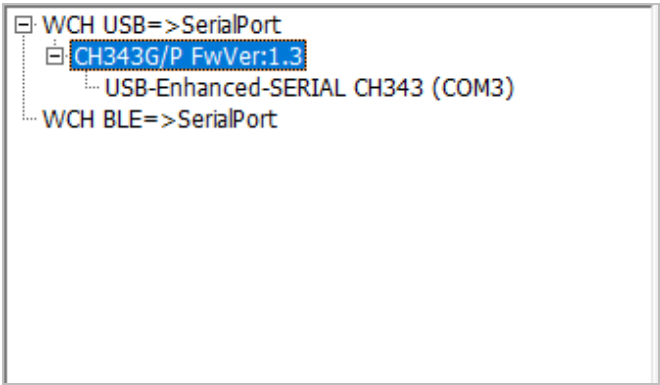 WCH USB=>SerialPort
CH343G/P FwVer:1.3
USB-Enhanced-SERIAL CH343 (COM3)
WCH BLE=>SerialPort